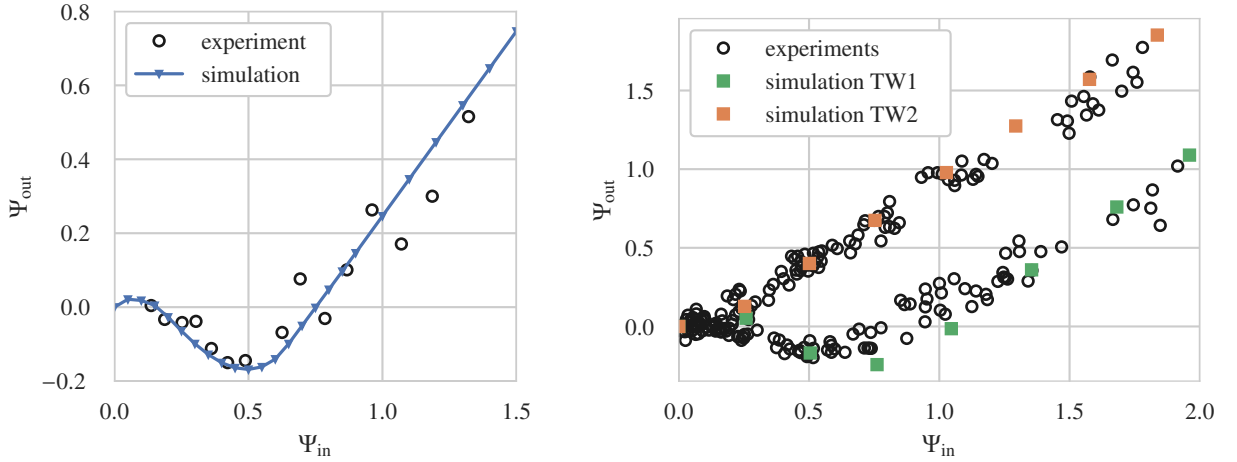 0.8
0.6
0.4
0.2
0.0
−0.2
Ψout
experiment
simulation
0.0 0.5 1.0 1.5
Ψin
1.5
1.0
0.5
0.0
Ψout
experiments
simulation TW1
simulation TW2
0.0 0.5 1.0 1.5 2.0
Ψin